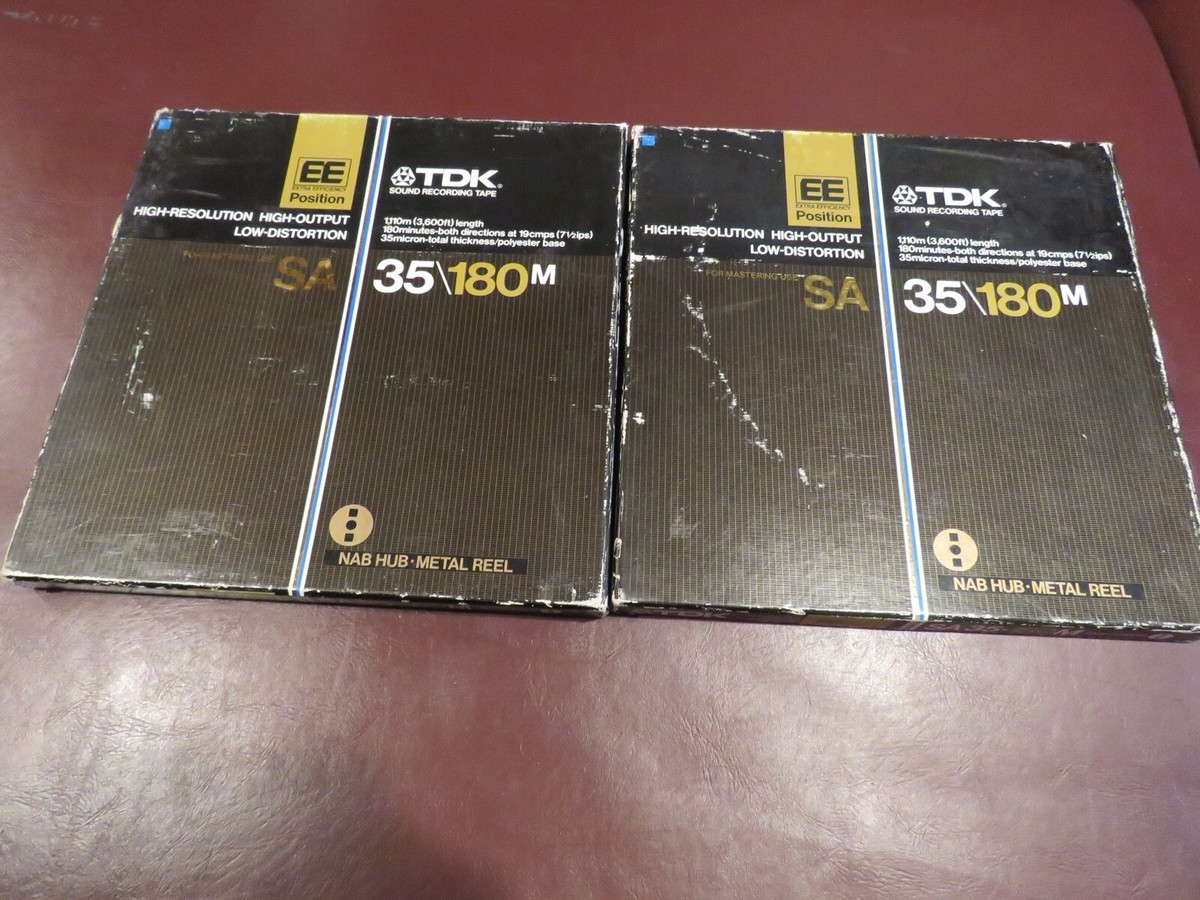 EE
EXTRA EFFICIENCY
Position
TDK®
SOUND RECORDING TAPE
HIGH-RESOLUTION HIGH-OUTPUT
LOW-DISTORTION
1,110m (3,600ft) length
180minutes-both directions at 19cmps (7½ips)
35micron-total thickness/polyester base
SA
35\180M
NAB HUB·METAL REEL
EE
EXTRA EFFICIENCY
Position
TDK®
SOUND RECORDING TAPE
HIGH-RESOLUTION HIGH-OUTPUT
LOW-DISTORTION
1,110m (3,600ft) length
180minutes-both directions at 19cmps (7½ips)
35micron-total thickness/polyester base
FOR MASTERING USE
SA
35\180M
NAB HUB·METAL REEL
TDK